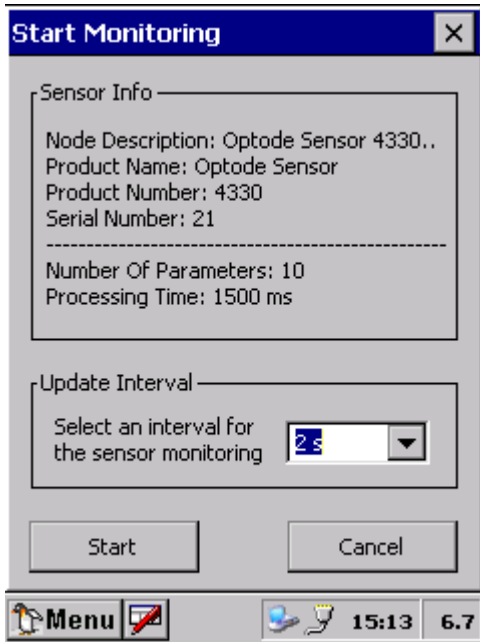 Start Monitoring
Sensor Info
Node Description: Optode Sensor 4330..
Product Name: Optode Sensor
Product Number: 4330
Serial Number: 21
--------------------------------------------------
Number Of Parameters: 10
Processing Time: 1500 ms
Update Interval
Select an interval for
the sensor monitoring
2 s
Start Cancel
Menu 15:13 6.7